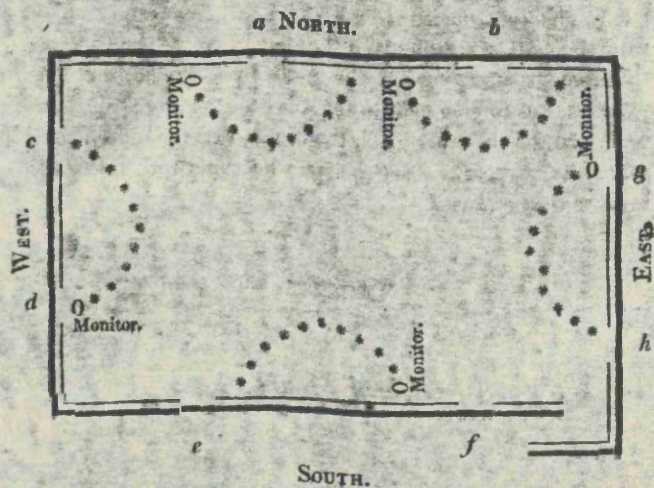 a NORTH. b
Monitor.
Monitor.
Monitor.
c
g
WEST.
EAST.
d
Monitor.
h
Monitor.
e
f
SOUTH.